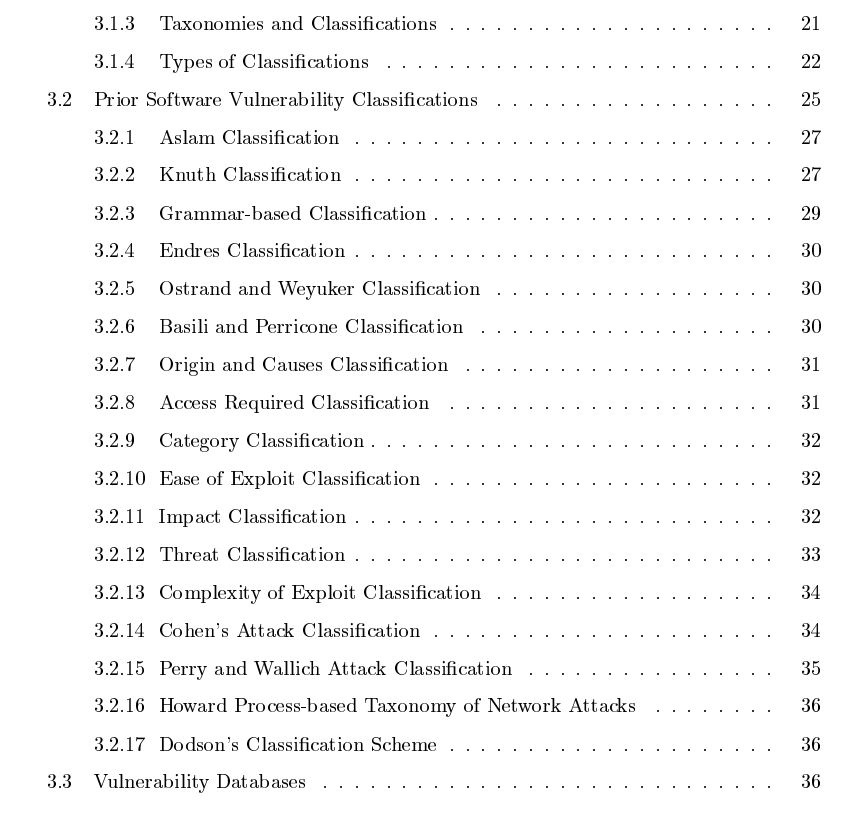 3.1.3 Taxonomies and Classifications . . . . . . . . . . . . . . . . . . . . . 21
3.1.4 Types of Classifications . . . . . . . . . . . . . . . . . . . . . . . . . 22
3.2 Prior Software Vulnerability Classifications . . . . . . . . . . . . . . . . . . 25
3.2.1 Aslam Classification . . . . . . . . . . . . . . . . . . . . . . . . . . . 27
3.2.2 Knuth Classification . . . . . . . . . . . . . . . . . . . . . . . . . . . 27
3.2.3 Grammar-based Classification . . . . . . . . . . . . . . . . . . . . . . 29
3.2.4 Endres Classification . . . . . . . . . . . . . . . . . . . . . . . . . . . 30
3.2.5 Ostrand and Weyuker Classification . . . . . . . . . . . . . . . . . . 30
3.2.6 Basili and Perricone Classification . . . . . . . . . . . . . . . . . . . 30
3.2.7 Origin and Causes Classification . . . . . . . . . . . . . . . . . . . . 31
3.2.8 Access Required Classification . . . . . . . . . . . . . . . . . . . . . 31
3.2.9 Category Classification . . . . . . . . . . . . . . . . . . . . . . . . . . 32
3.2.10 Ease of Exploit Classification . . . . . . . . . . . . . . . . . . . . . . 32
3.2.11 Impact Classification . . . . . . . . . . . . . . . . . . . . . . . . . . . 32
3.2.12 Threat Classification . . . . . . . . . . . . . . . . . . . . . . . . . . . 33
3.2.13 Complexity of Exploit Classification . . . . . . . . . . . . . . . . . . 34
3.2.14 Cohen's Attack Classification . . . . . . . . . . . . . . . . . . . . . . 34
3.2.15 Perry and Wallich Attack Classification . . . . . . . . . . . . . . . . 35
3.2.16 Howard Process-based Taxonomy of Network Attacks . . . . . . . . 36
3.2.17 Dodson's Classification Scheme . . . . . . . . . . . . . . . . . . . . . 36
3.3 Vulnerability Databases . . . . . . . . . . . . . . . . . . . . . . . . . . . . . 36